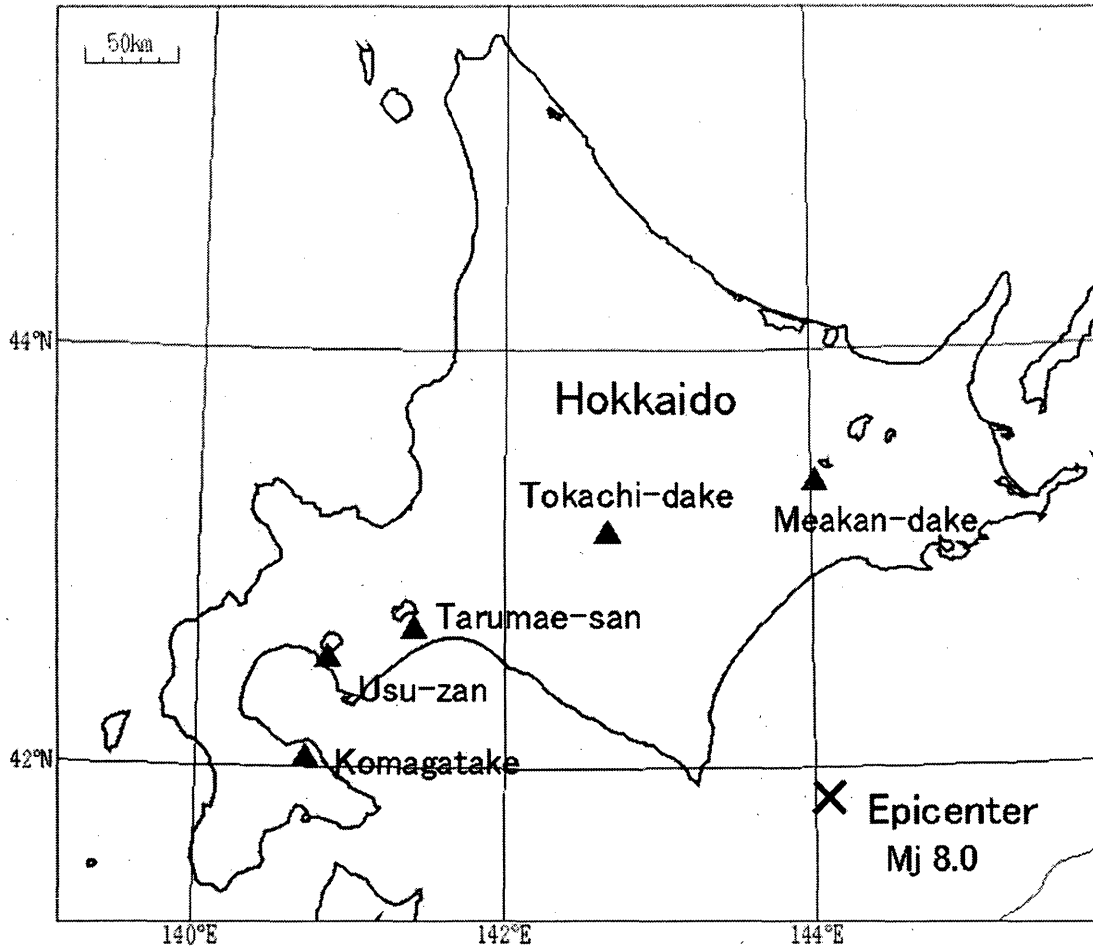 50km
44°N
Hokkaido
Tokachi-dake
Meakan-dake
Tarumae-san
Usu-zan
42°N
Komagatake
Epicenter
Mj 8.0
140°E
142°E
144°E